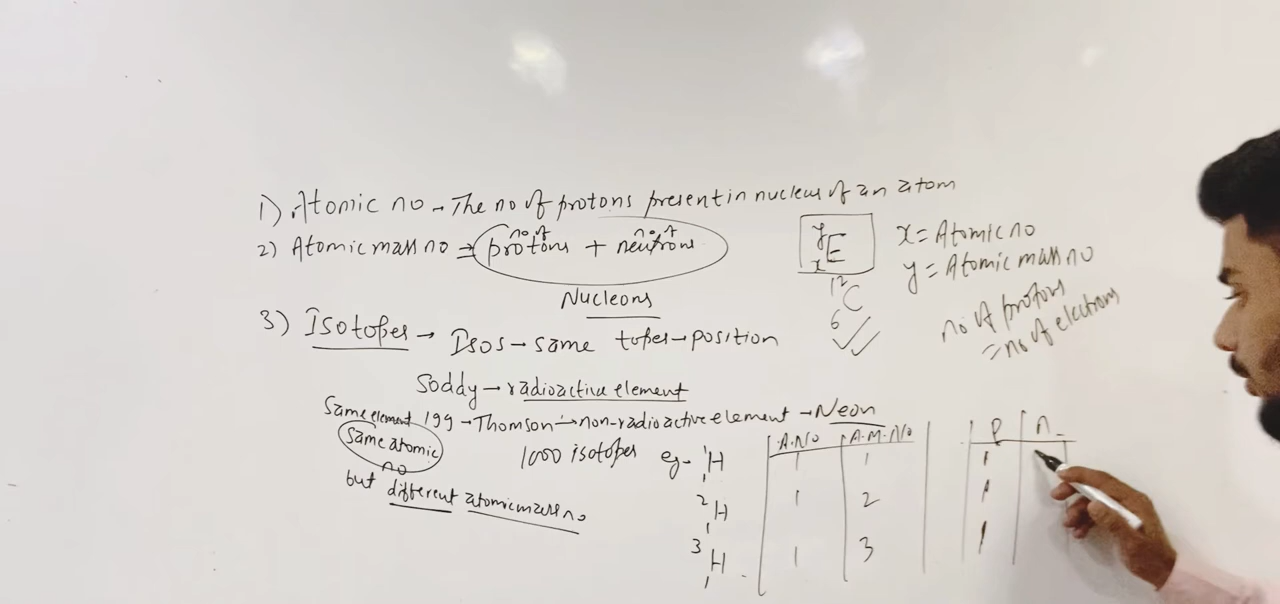 1) Atomic no - The no of protons present in nucleus of an atom
2) Atomic mass no = no. of protons + no. of neutrons
Nucleons
y E x
x = Atomic no
y = Atomic mass no
12 C 6
no of protons
= no of electrons
3) Isotopes → Isos - same topes → position
Soddy → radioactive element
Same element 199 → Thomson → non-radioactive element → Neon
Same atomic no
1000 isotopes
but different atomic mass no
eg- A.No A.M.No P n
1 H 1 1 1 1
2 H 1 1 2 1
3 H 1 1 3 1